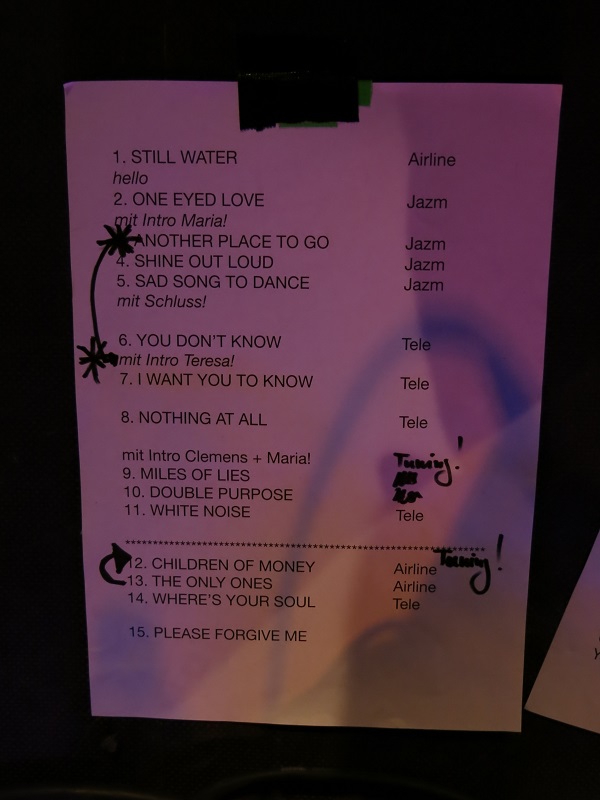 1. STILL WATER Airline
hello
2. ONE EYED LOVE Jazm
mit Intro Maria!
ANOTHER PLACE TO GO Jazm
4. SHINE OUT LOUD Jazm
5. SAD SONG TO DANCE Jazm
mit Schluss!
6. YOU DON'T KNOW Tele
mit Intro Teresa!
7. I WANT YOU TO KNOW Tele
8. NOTHING AT ALL Tele
mit Intro Clemens + Maria! Tuning!
9. MILES OF LIES
10. DOUBLE PURPOSE
11. WHITE NOISE Tele
12. CHILDREN OF MONEY Airline Tuning!
13. THE ONLY ONES Airline
14. WHERE'S YOUR SOUL Tele
15. PLEASE FORGIVE ME